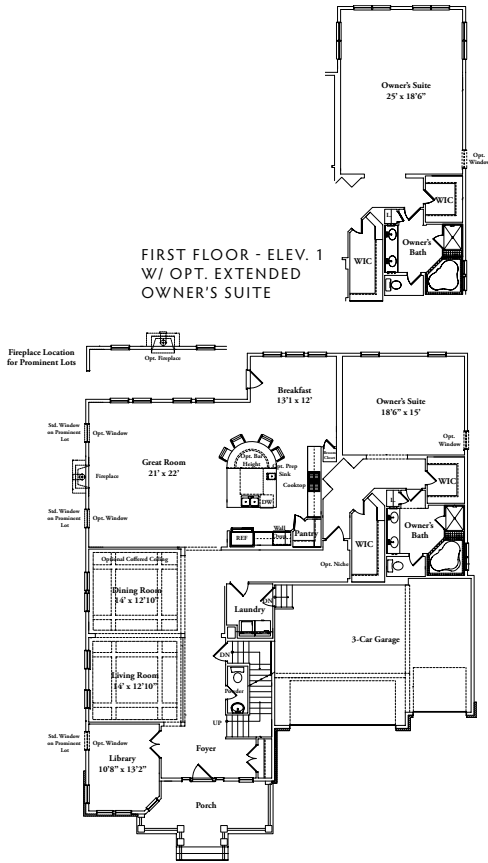 Owner's Suite
25' x 18'6"
Opt.
Window
WIC
L
Owner's
Bath
WIC
FIRST FLOOR - ELEV. 1
W/ OPT. EXTENDED
OWNER'S SUITE
Fireplace Location
for Prominent Lots
Opt. Fireplace
Breakfast
13'1 x 12'
Owner's Suite
18'6" x 15'
Std. Window
on Prominent
Lot
Opt. Window
Opt.
Window
Great Room
21' x 22'
Opt. Bar
Height
Opt. Prep
Sink
Cooktop
Broom
Closet
Fireplace
WIC
DW
L
Std. Window
on Prominent
Lot
Opt. Window
Owner's
Bath
REF
Wall
Oven
Pantry
WIC
Optional Coffered Ceiling
Opt. Niche
Dining Room
14' x 12'10"
Laundry
DN
3-Car Garage
DN
Living Room
14' x 12'10"
Powder
UP
Std. Window
on Prominent
Lot
Opt. Window
Library
10'8" x 13'2"
Foyer
Porch